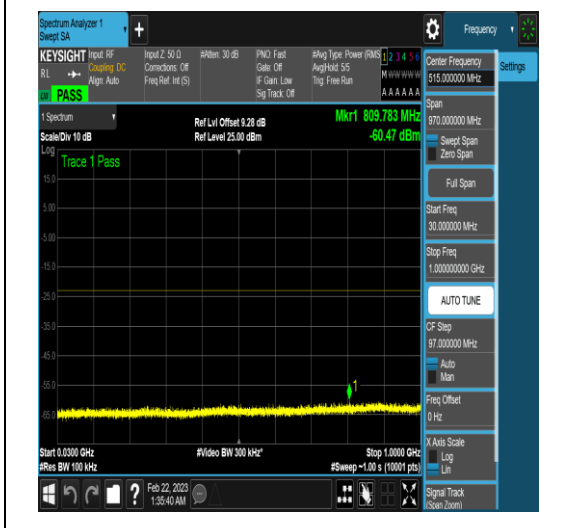 Spectrum Analyzer 1
Swept SA
+
Frequency
KEYSIGHT
RL
PASS
Input: RF
Coupling: DC
Align: Auto
Input Z: 50 Ω
Corrections: Off
Freq Ref: Int (S)
#Atten: 30 dB
PNO: Fast
Gate: Off
IF Gain: Low
Sig Track: Off
#Avg Type: Power (RMS
Avg|Hold: 5/5
Trig: Free Run
1 2 3 4 5 6
M W W W W W
A A A A A A
1 Spectrum
Scale/Div 10 dB
Ref Lvl Offset 9.28 dB
Ref Level 25.00 dBm
Mkr1 809.783 MHz
-60.47 dBm
Log
Trace 1 Pass
15.0
5.00
-5.00
-15.0
-25.0
-35.0
-45.0
-55.0
-65.0
1
Start 0.0300 GHz
#Res BW 100 kHz
#Video BW 300 kHz*
Stop 1.0000 GHz
#Sweep ~1.00 s (10001 pts)
?
Feb 22, 2023
1:35:40 AM
Center Frequency
515.000000 MHz
Settings
Span
970.000000 MHz
Swept Span
Zero Span
Full Span
Start Freq
30.000000 MHz
Stop Freq
1.000000000 GHz
AUTO TUNE
CF Step
97.000000 MHz
Auto
Man
Freq Offset
0 Hz
X Axis Scale
Log
Lin
Signal Track
(Span Zoom)